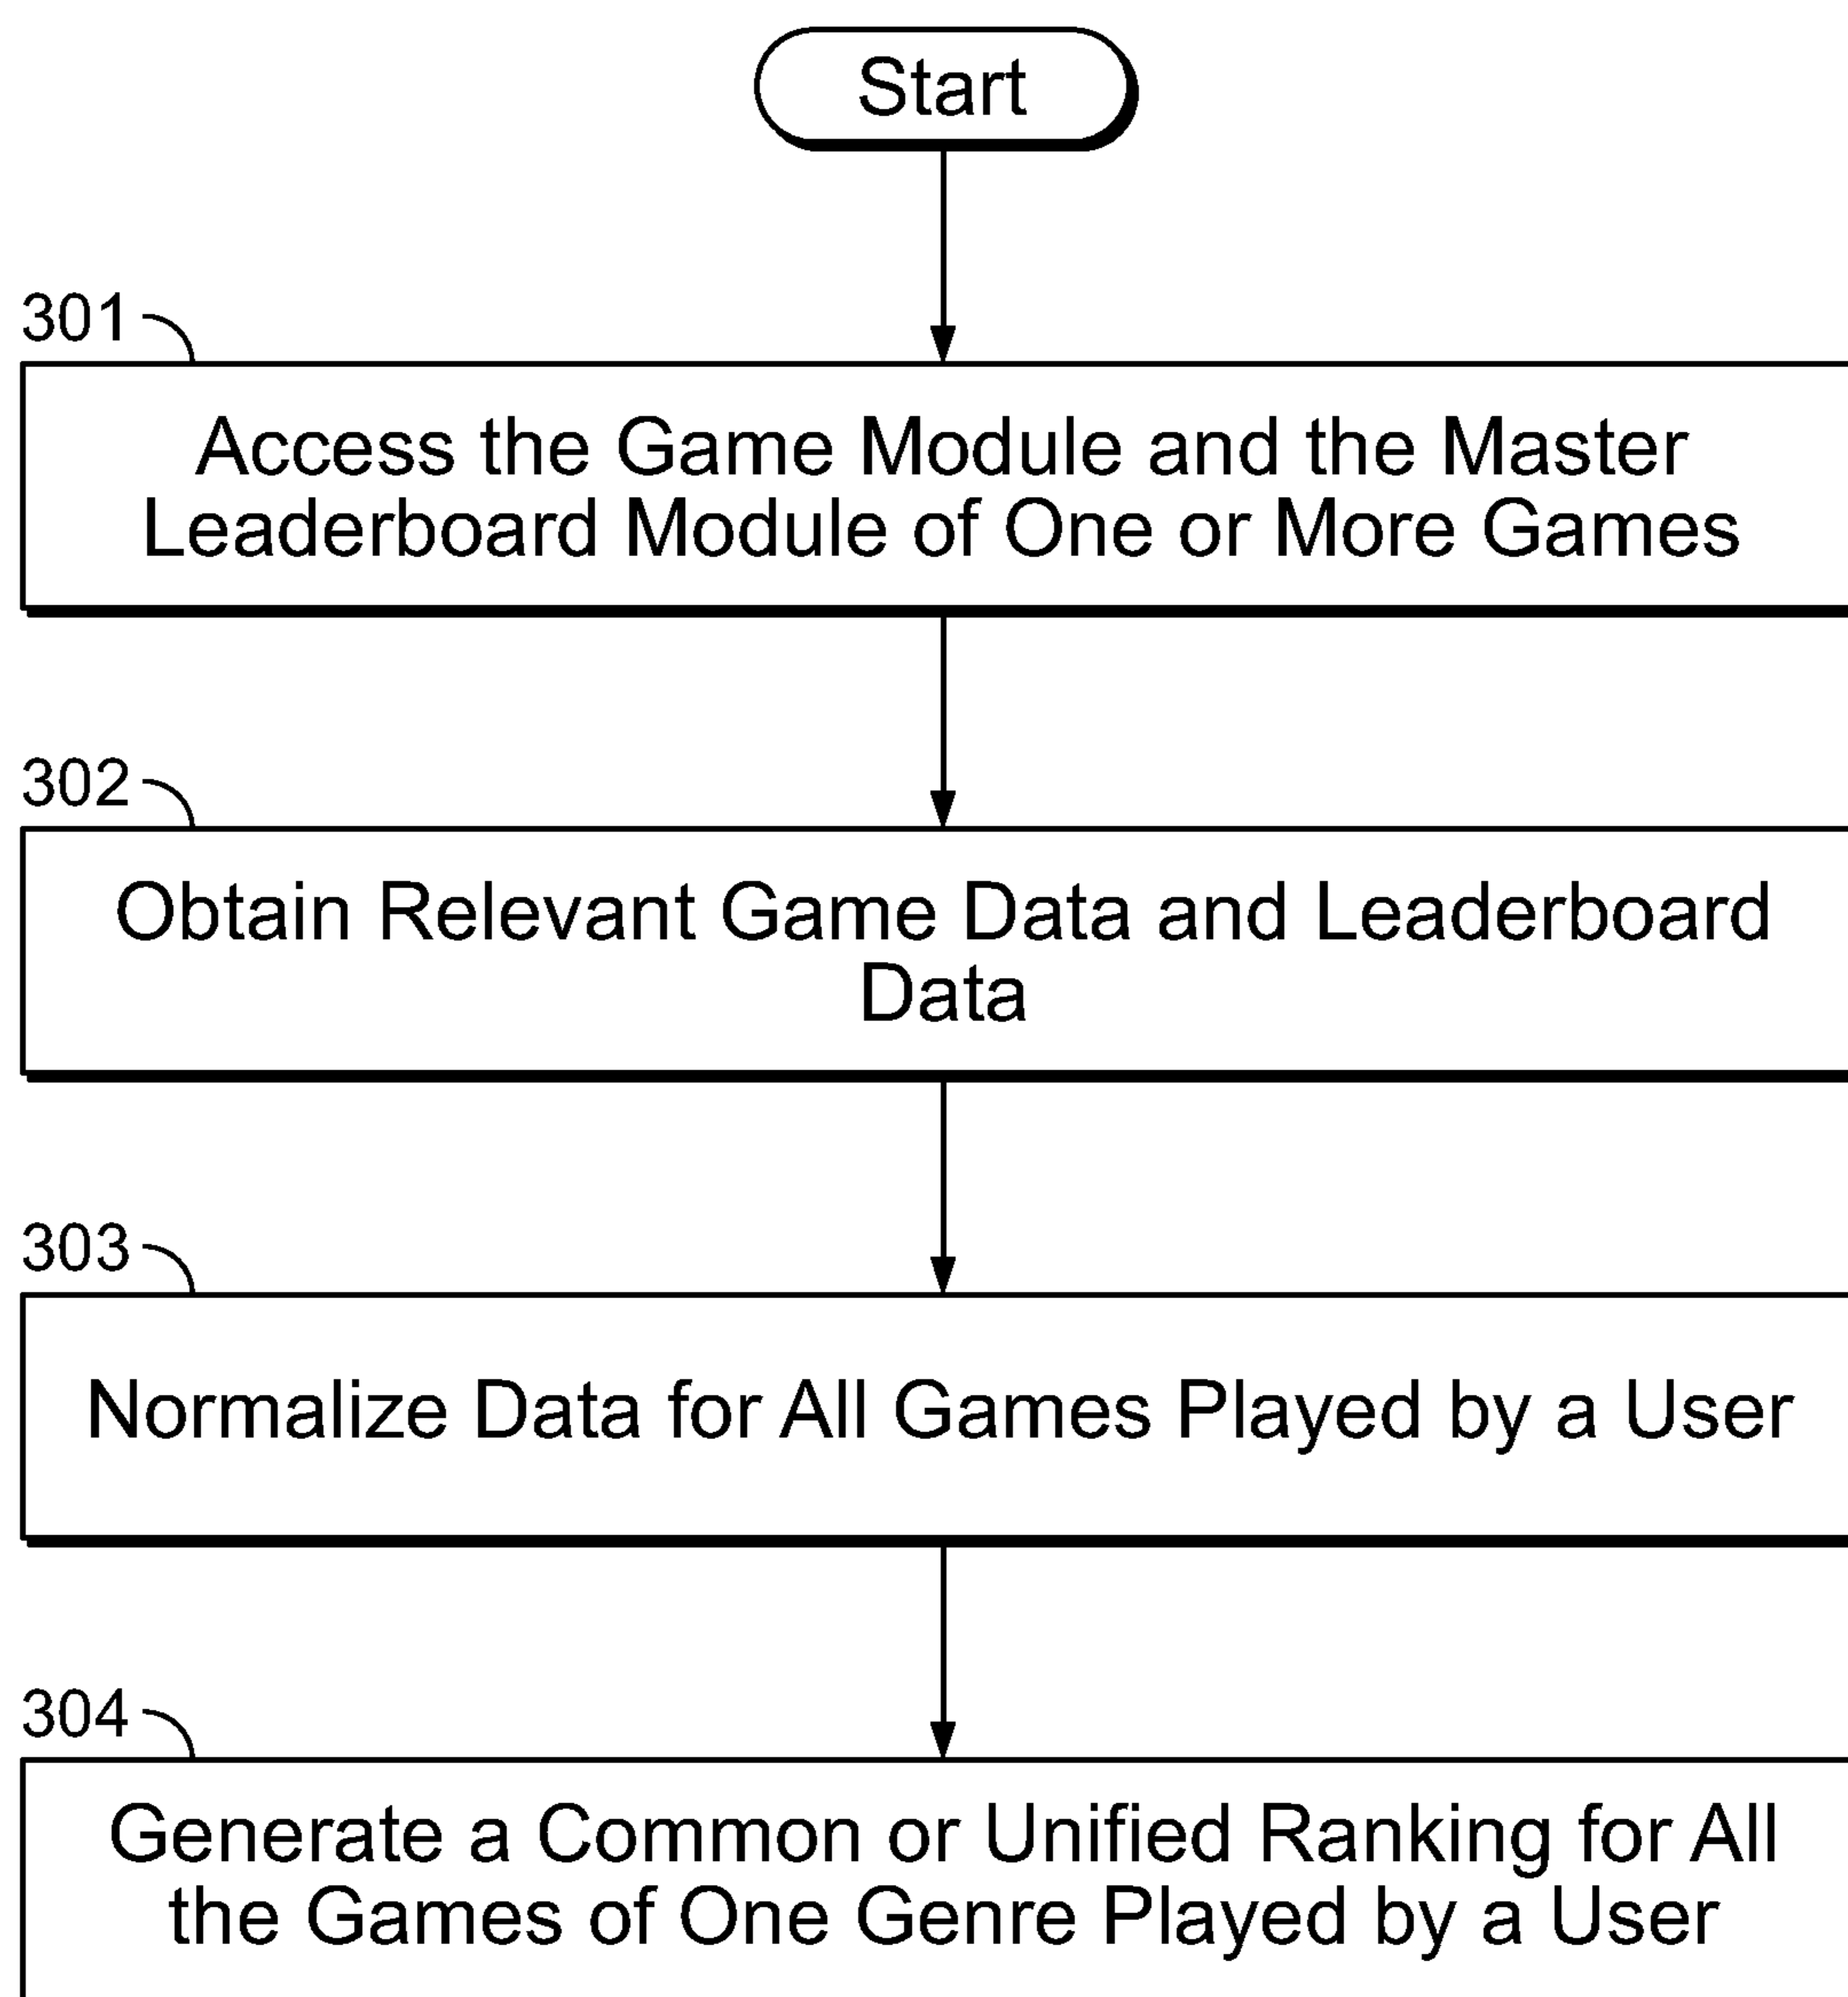 Start
301
Access the Game Module and the Master
Leaderboard Module of One or More Games
302
Obtain Relevant Game Data and Leaderboard
Data
303
Normalize Data for All Games Played by a User
304
Generate a Common or Unified Ranking for All
the Games of One Genre Played by a User